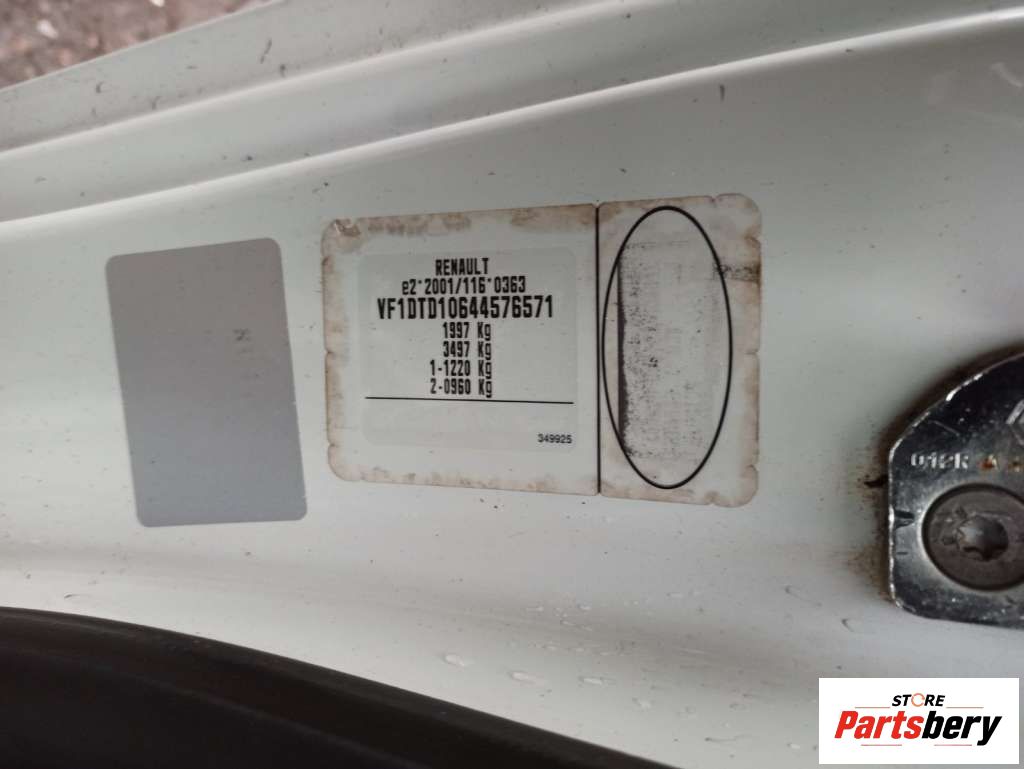 RENAULT
e2*2001/116*0363
VF1DTD10644576571
1997 Kg
3497 Kg
1-1220 Kg
2-0960 Kg
349925
STORE
Partsbery